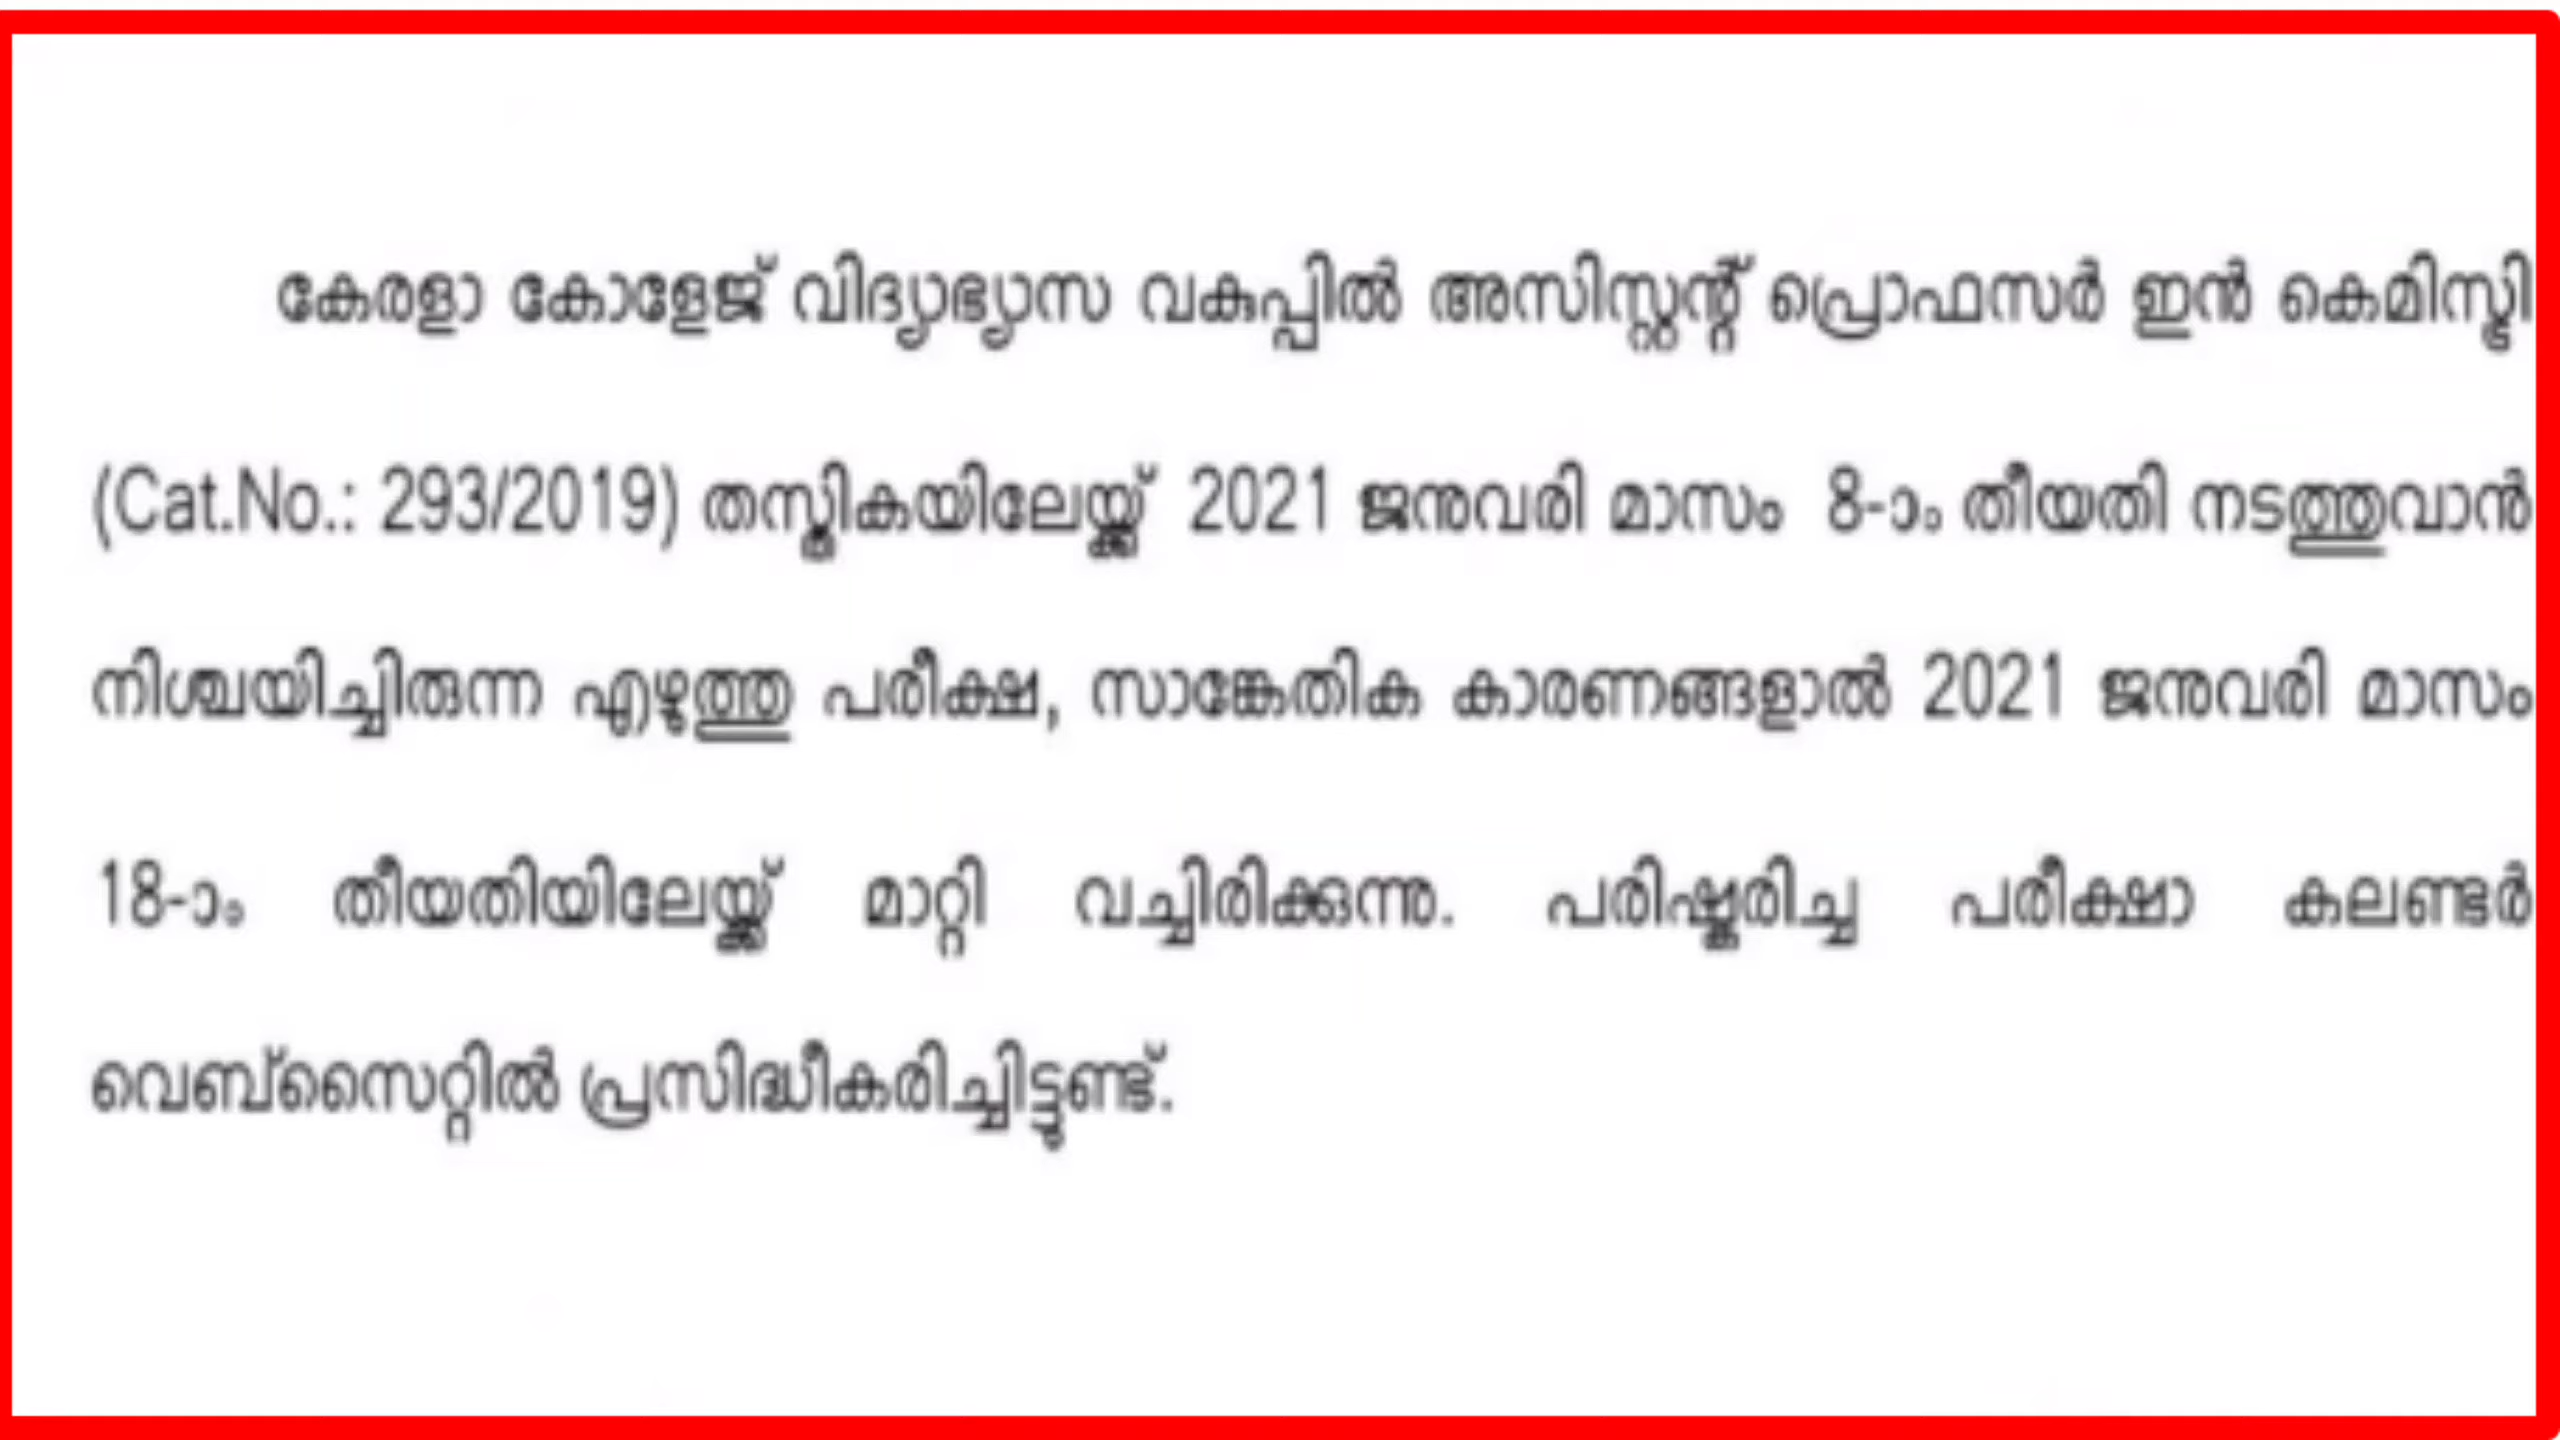 കേരളാ കോളേജ് വിദ്യാഭ്യാസ വകുപ്പിൽ അസിസ്റ്റന്റ് പ്രൊഫസർ ഇൻ കെമിസ്ട്രി
(Cat.No.: 293/2019) തസ്തികയിലേയ്ക്ക് 2021 ജനുവരി മാസം 8-ാം തീയതി നടത്തുവാൻ
നിശ്ചയിച്ചിരുന്ന എഴുത്തു പരീക്ഷ, സാങ്കേതിക കാരണങ്ങളാൽ 2021 ജനുവരി മാസം
18-ാം തീയതിയിലേയ്ക്ക് മാറ്റി വച്ചിരിക്കുന്നു. പരിഷ്കരിച്ച പരീക്ഷാ കലണ്ടർ
വെബ്സൈറ്റിൽ പ്രസിദ്ധീകരിച്ചിട്ടുണ്ട്.